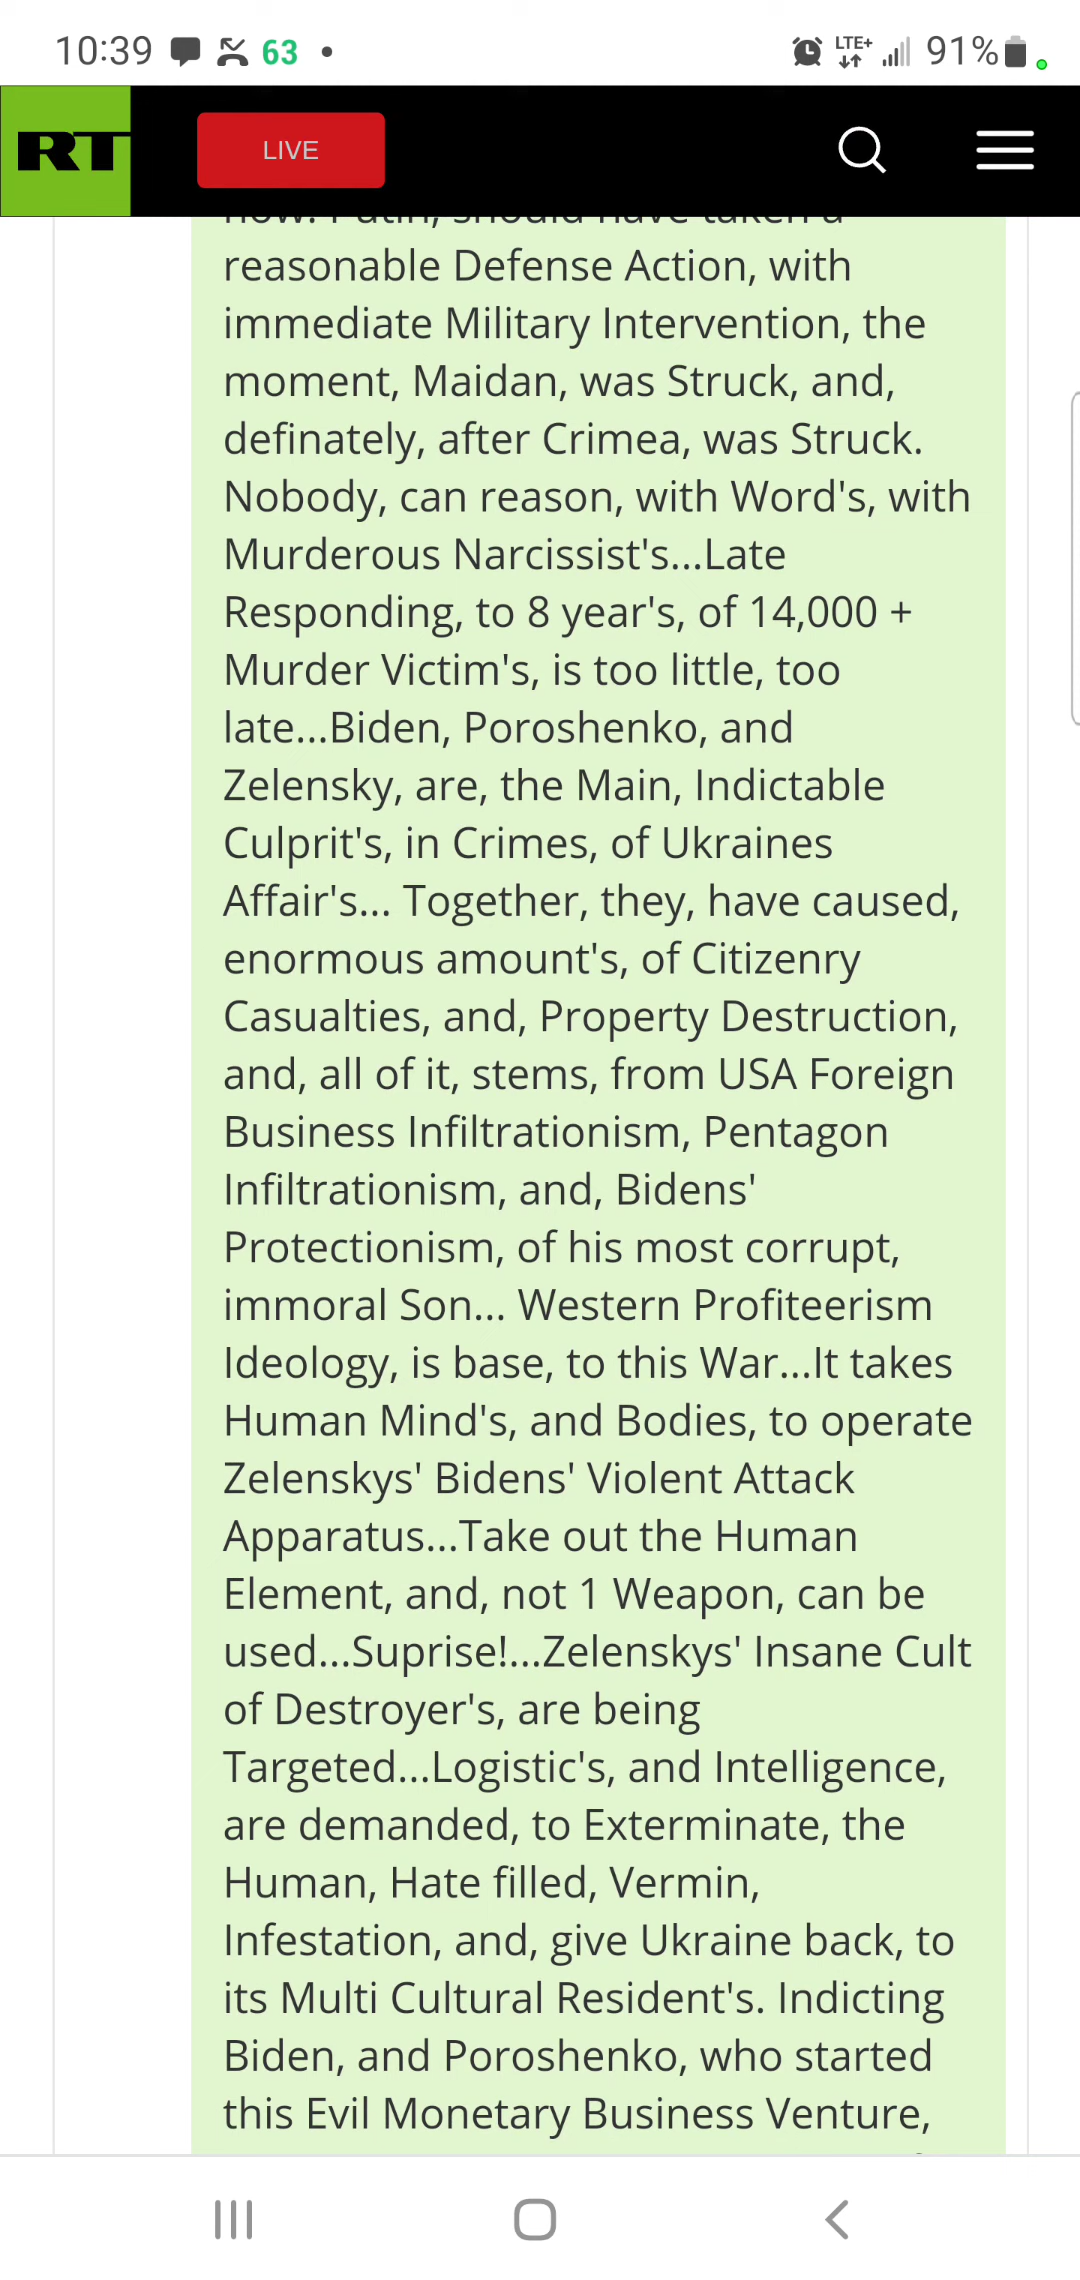 10:39 63 • LTE+ 91%
RT LIVE
now. Putin, should have taken a
reasonable Defense Action, with
immediate Military Intervention, the
moment, Maidan, was Struck, and,
definately, after Crimea, was Struck.
Nobody, can reason, with Word's, with
Murderous Narcissist's...Late
Responding, to 8 year's, of 14,000 +
Murder Victim's, is too little, too
late...Biden, Poroshenko, and
Zelensky, are, the Main, Indictable
Culprit's, in Crimes, of Ukraines
Affair's... Together, they, have caused,
enormous amount's, of Citizenry
Casualties, and, Property Destruction,
and, all of it, stems, from USA Foreign
Business Infiltrationism, Pentagon
Infiltrationism, and, Bidens'
Protectionism, of his most corrupt,
immoral Son... Western Profiteerism
Ideology, is base, to this War...It takes
Human Mind's, and Bodies, to operate
Zelenskys' Bidens' Violent Attack
Apparatus...Take out the Human
Element, and, not 1 Weapon, can be
used...Suprise!...Zelenskys' Insane Cult
of Destroyer's, are being
Targeted...Logistic's, and Intelligence,
are demanded, to Exterminate, the
Human, Hate filled, Vermin,
Infestation, and, give Ukraine back, to
its Multi Cultural Resident's. Indicting
Biden, and Poroshenko, who started
this Evil Monetary Business Venture,